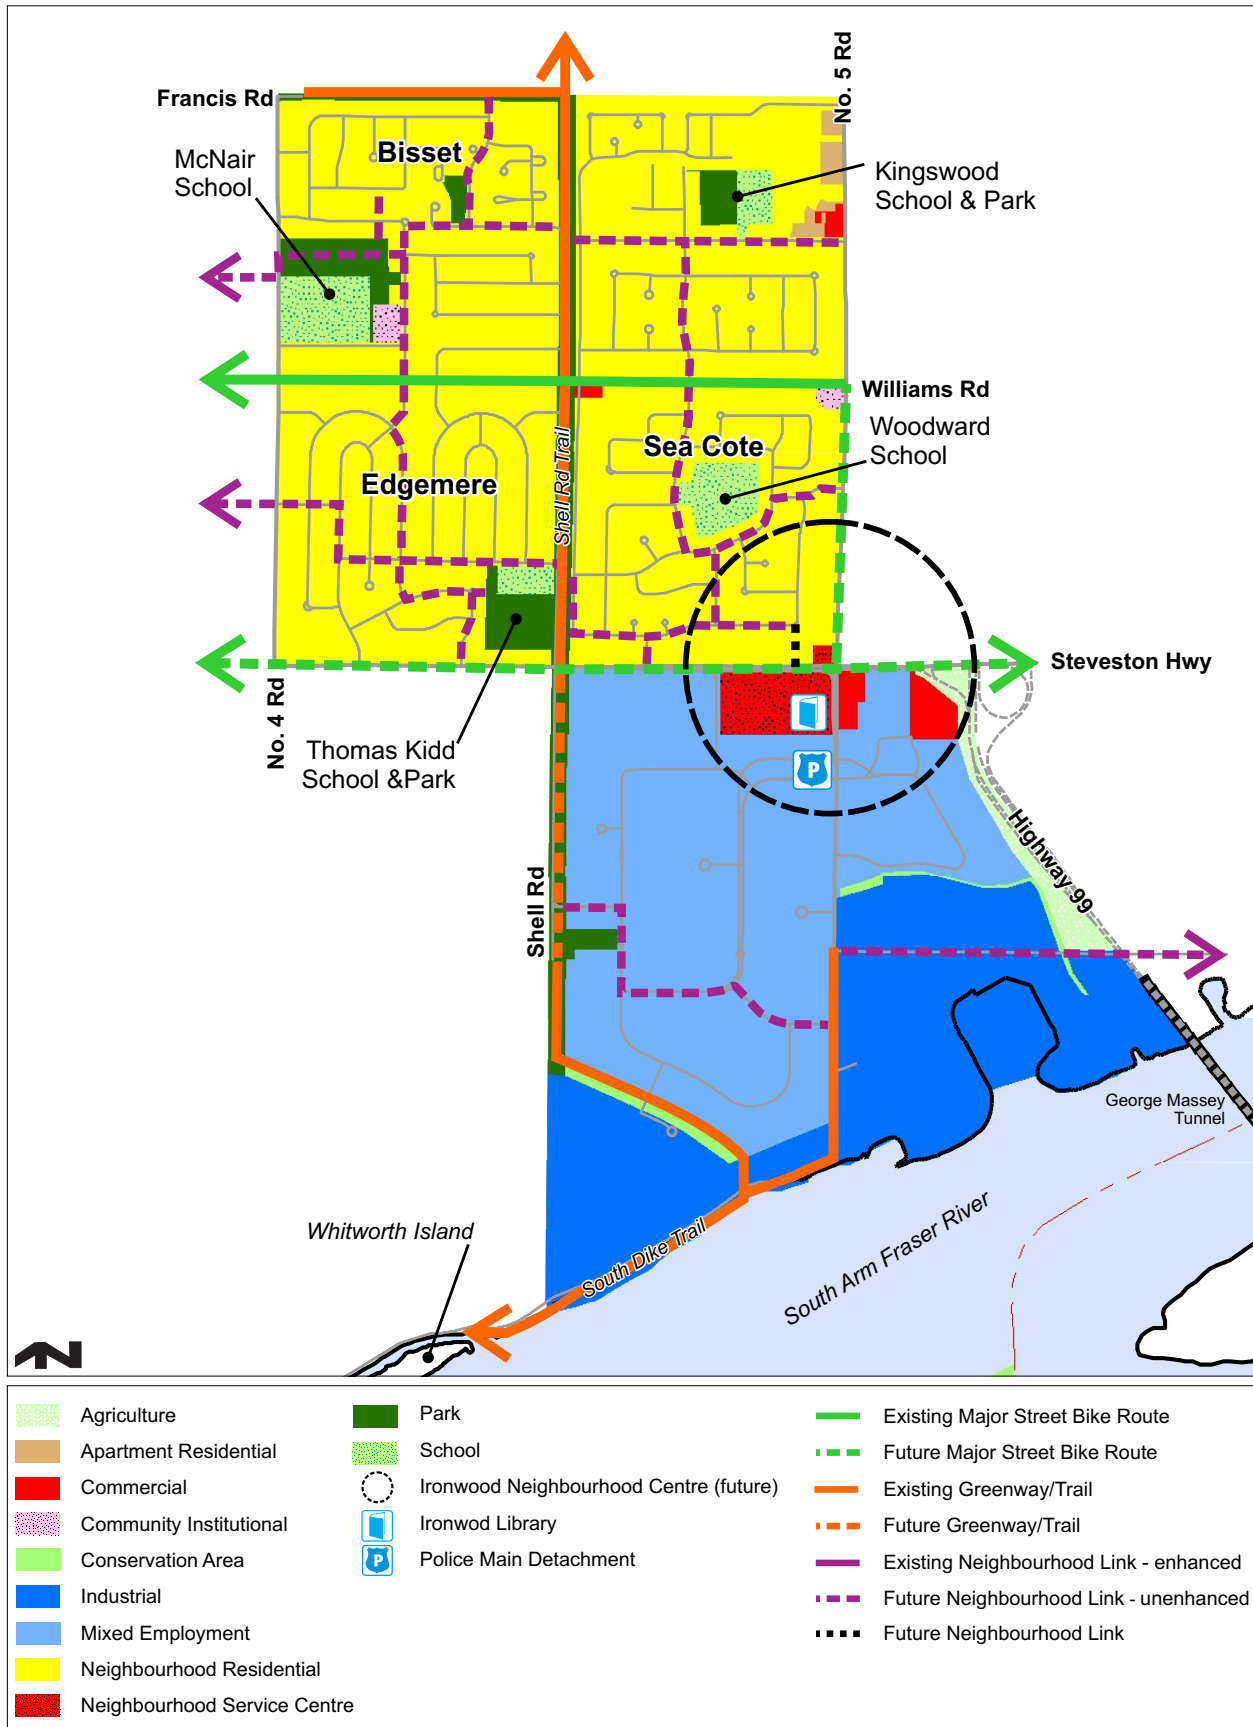 Francis Rd
No. 5 Rd
McNair
School
Bisset
Kingswood
School & Park
Williams Rd
Woodward
School
Sea Cote
Edgemere
Shell Rd Trail
Steveston Hwy
No. 4 Rd
Thomas Kidd
School &Park
P
Highway 99
Shell Rd
George Massey
Tunnel
Whitworth Island
South Dike Trail
South Arm Fraser River
N
Agriculture
Apartment Residential
Commercial
Community Institutional
Conservation Area
Industrial
Mixed Employment
Neighbourhood Residential
Neighbourhood Service Centre
Park
School
Ironwood Neighbourhood Centre (future)
Ironwod Library
P
Police Main Detachment
Existing Major Street Bike Route
Future Major Street Bike Route
Existing Greenway/Trail
Future Greenway/Trail
Existing Neighbourhood Link - enhanced
Future Neighbourhood Link - unenhanced
Future Neighbourhood Link